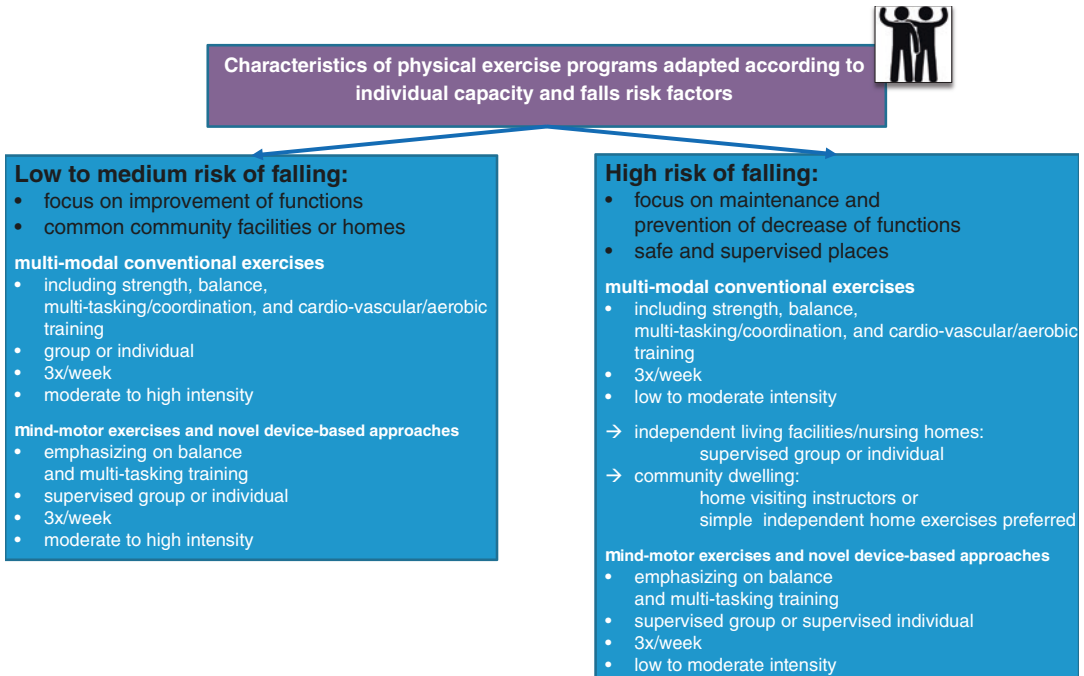 Characteristics of physical exercise programs adapted according to
individual capacity and falls risk factors
Low to medium risk of falling:
• focus on improvement of functions
• common community facilities or homes
multi-modal conventional exercises
• including strength, balance,
multi-tasking/coordination, and cardio-vascular/aerobic
training
• group or individual
• 3x/week
• moderate to high intensity
mind-motor exercises and novel device-based approaches
• emphasizing on balance
and multi-tasking training
• supervised group or individual
• 3x/week
• moderate to high intensity
High risk of falling:
• focus on maintenance and
prevention of decrease of functions
• safe and supervised places
multi-modal conventional exercises
• including strength, balance,
multi-tasking/coordination, and cardio-vascular/aerobic
training
• 3x/week
• low to moderate intensity
→ independent living facilities/nursing homes:
supervised group or individual
→ community dwelling:
home visiting instructors or
simple independent home exercises preferred
mind-motor exercises and novel device-based approaches
• emphasizing on balance
and multi-tasking training
• supervised group or supervised individual
• 3x/week
• low to moderate intensity